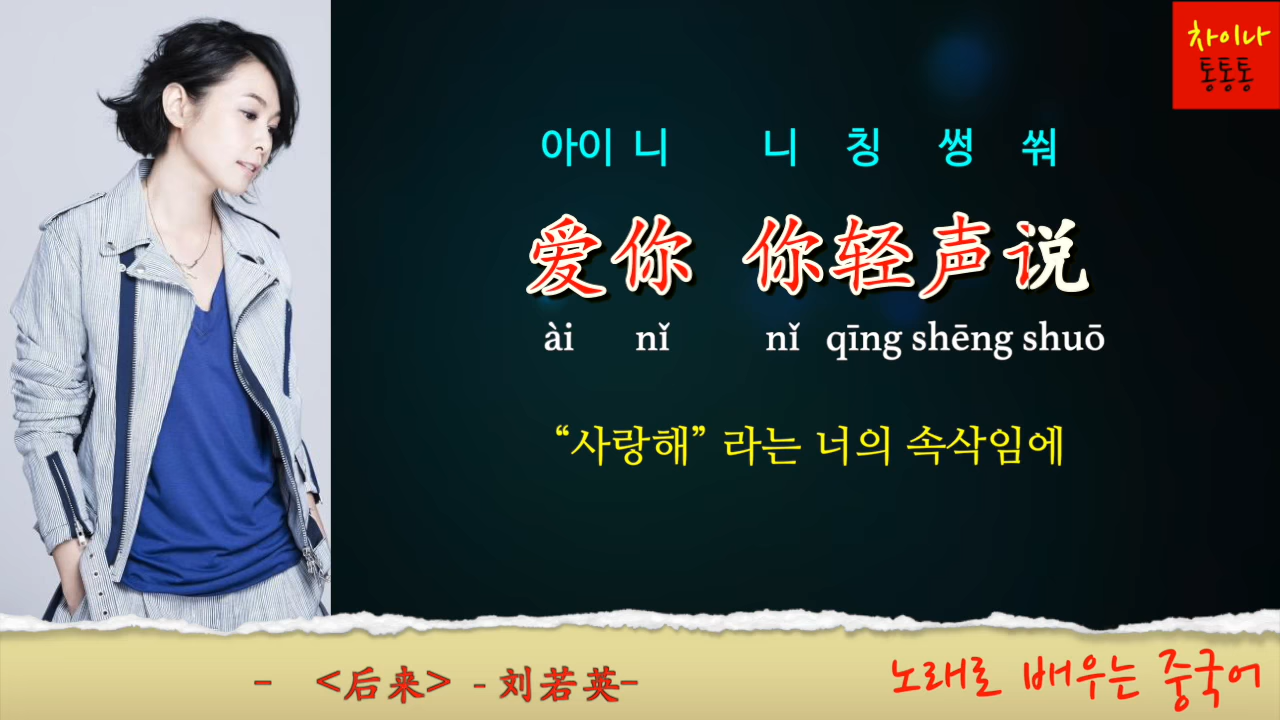 차이나
통통통
아이 니 니 칭 썽 쒀
爱你 你轻声说
ài nǐ nǐ qīng shēng shuō
“사랑해” 라는 너의 속삭임에
- <后来> - 刘若英-
노래로 배우는 중국어